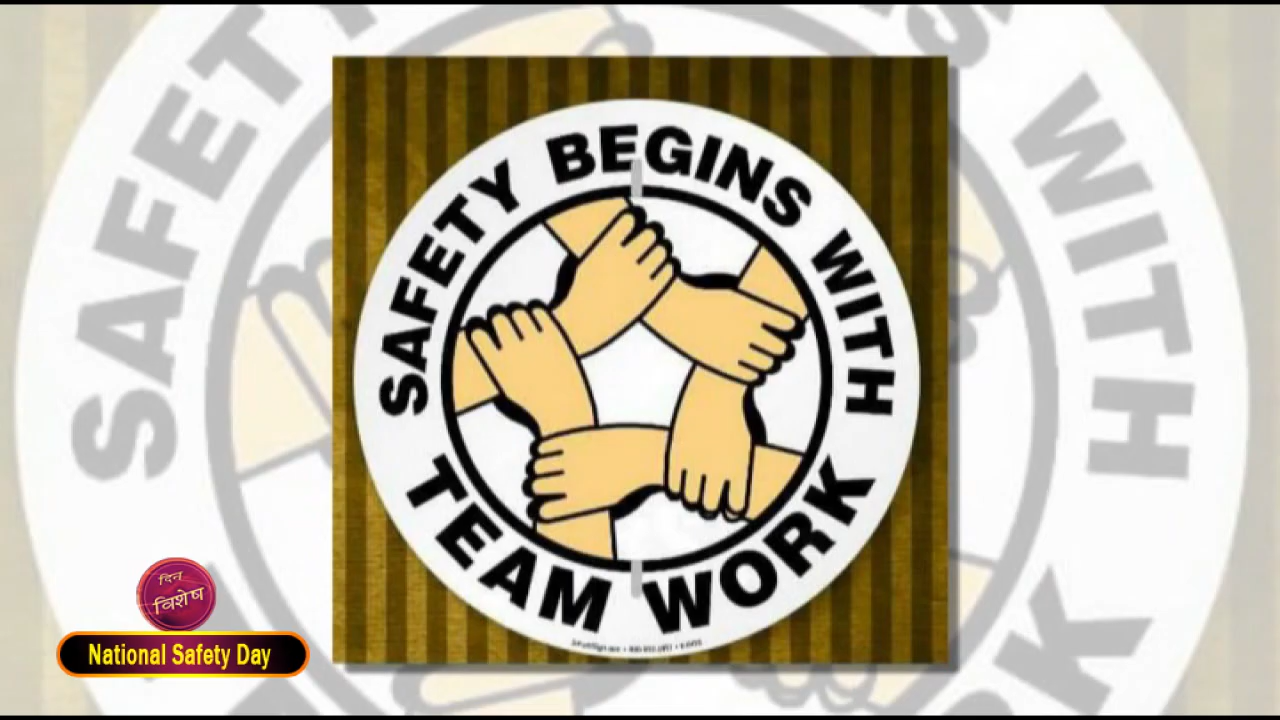 SAFETY BEGINS WITH
TEAM WORK
दिन
विशेष
National Safety Day